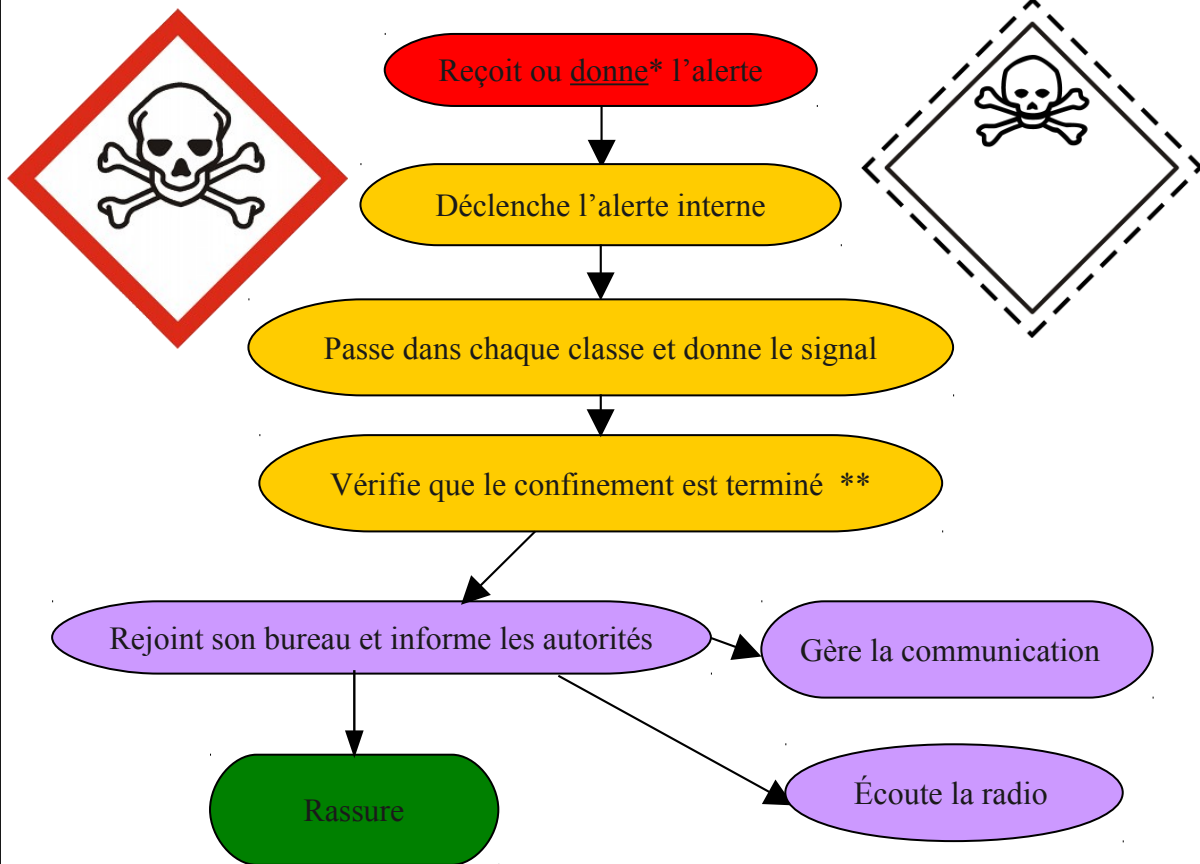 Reçoit ou donne* l’alerte
Déclenche l’alerte interne
Passe dans chaque classe et donne le signal
Vérifie que le confinement est terminé **
Rejoint son bureau et informe les autorités
Gère la communication
Écoute la radio
Rassure